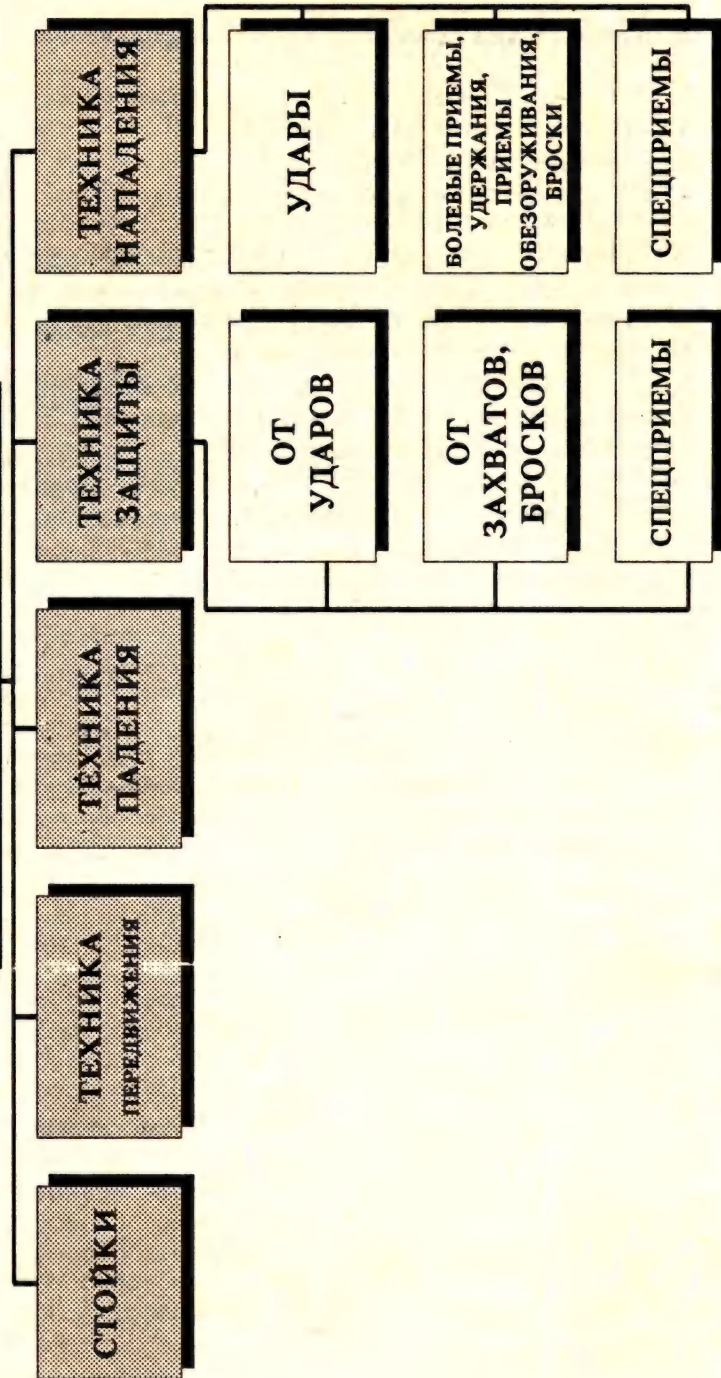 СТОЙКИ
ТЕХНИКА
ПЕРЕДВИЖЕНИЯ
ТЕХНИКА
ПАДЕНИЯ
ТЕХНИКА
ЗАЩИТЫ
ТЕХНИКА
НАПАДЕНИЯ
ОТ
УДАРОВ
УДАРЫ
ОТ
ЗАХВАТОВ,
БРОСКОВ
БОЛЕВЫЕ ПРИЕМЫ,
УДЕРЖАНИЯ,
ПРИЕМЫ
ОБЕЗОРУЖИВАНИЯ,
БРОСКИ
СПЕЦПРИЕМЫ
СПЕЦПРИЕМЫ